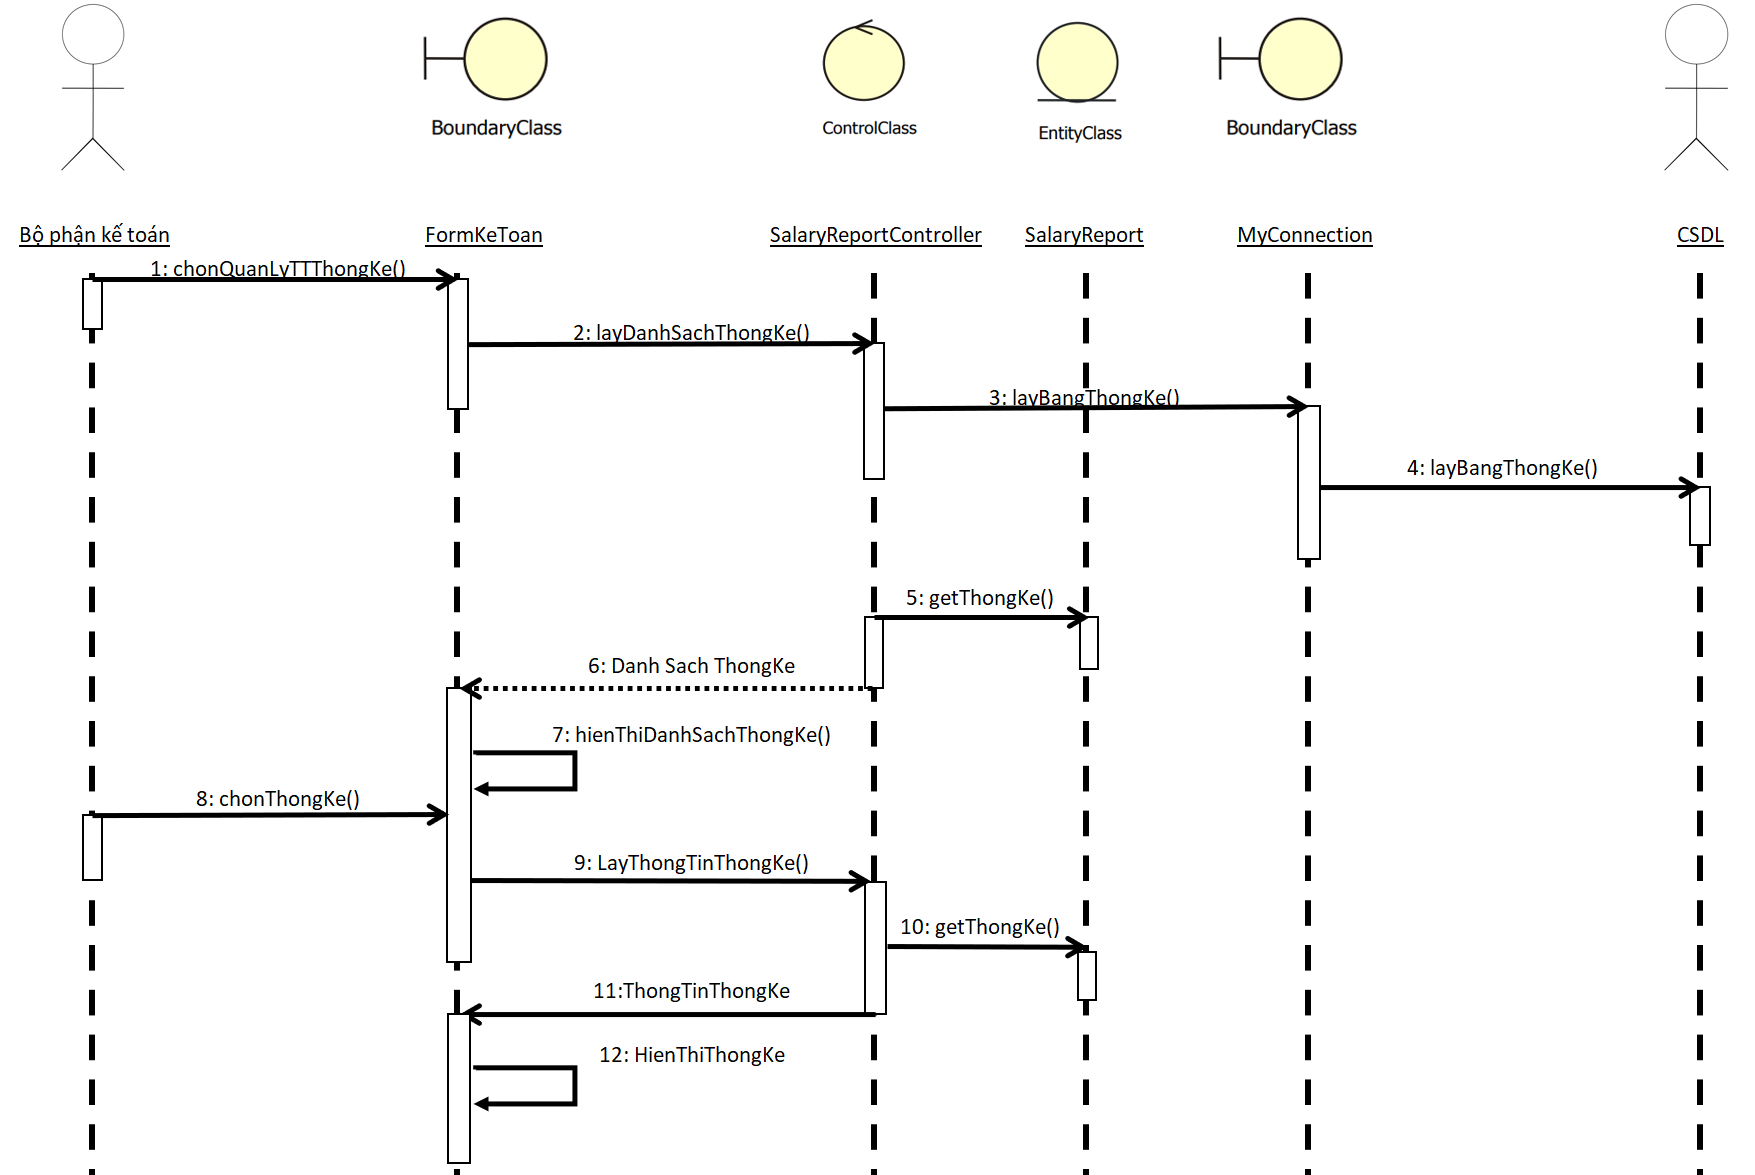 BoundaryClass
ControlClass
EntityClass
BoundaryClass
Bộ phận kế toán
FormKeToan
SalaryReportController
SalaryReport
MyConnection
CSDL
1: chonQuanLyTTThongKe()
2: layDanhSachThongKe()
3: layBangThongKe()
4: layBangThongKe()
5: getThongKe()
6: Danh Sach ThongKe
7: hienThiDanhSachThongKe()
8: chonThongKe()
9: LayThongTinThongKe()
10: getThongKe()
11:ThongTinThongKe
12: HienThiThongKe